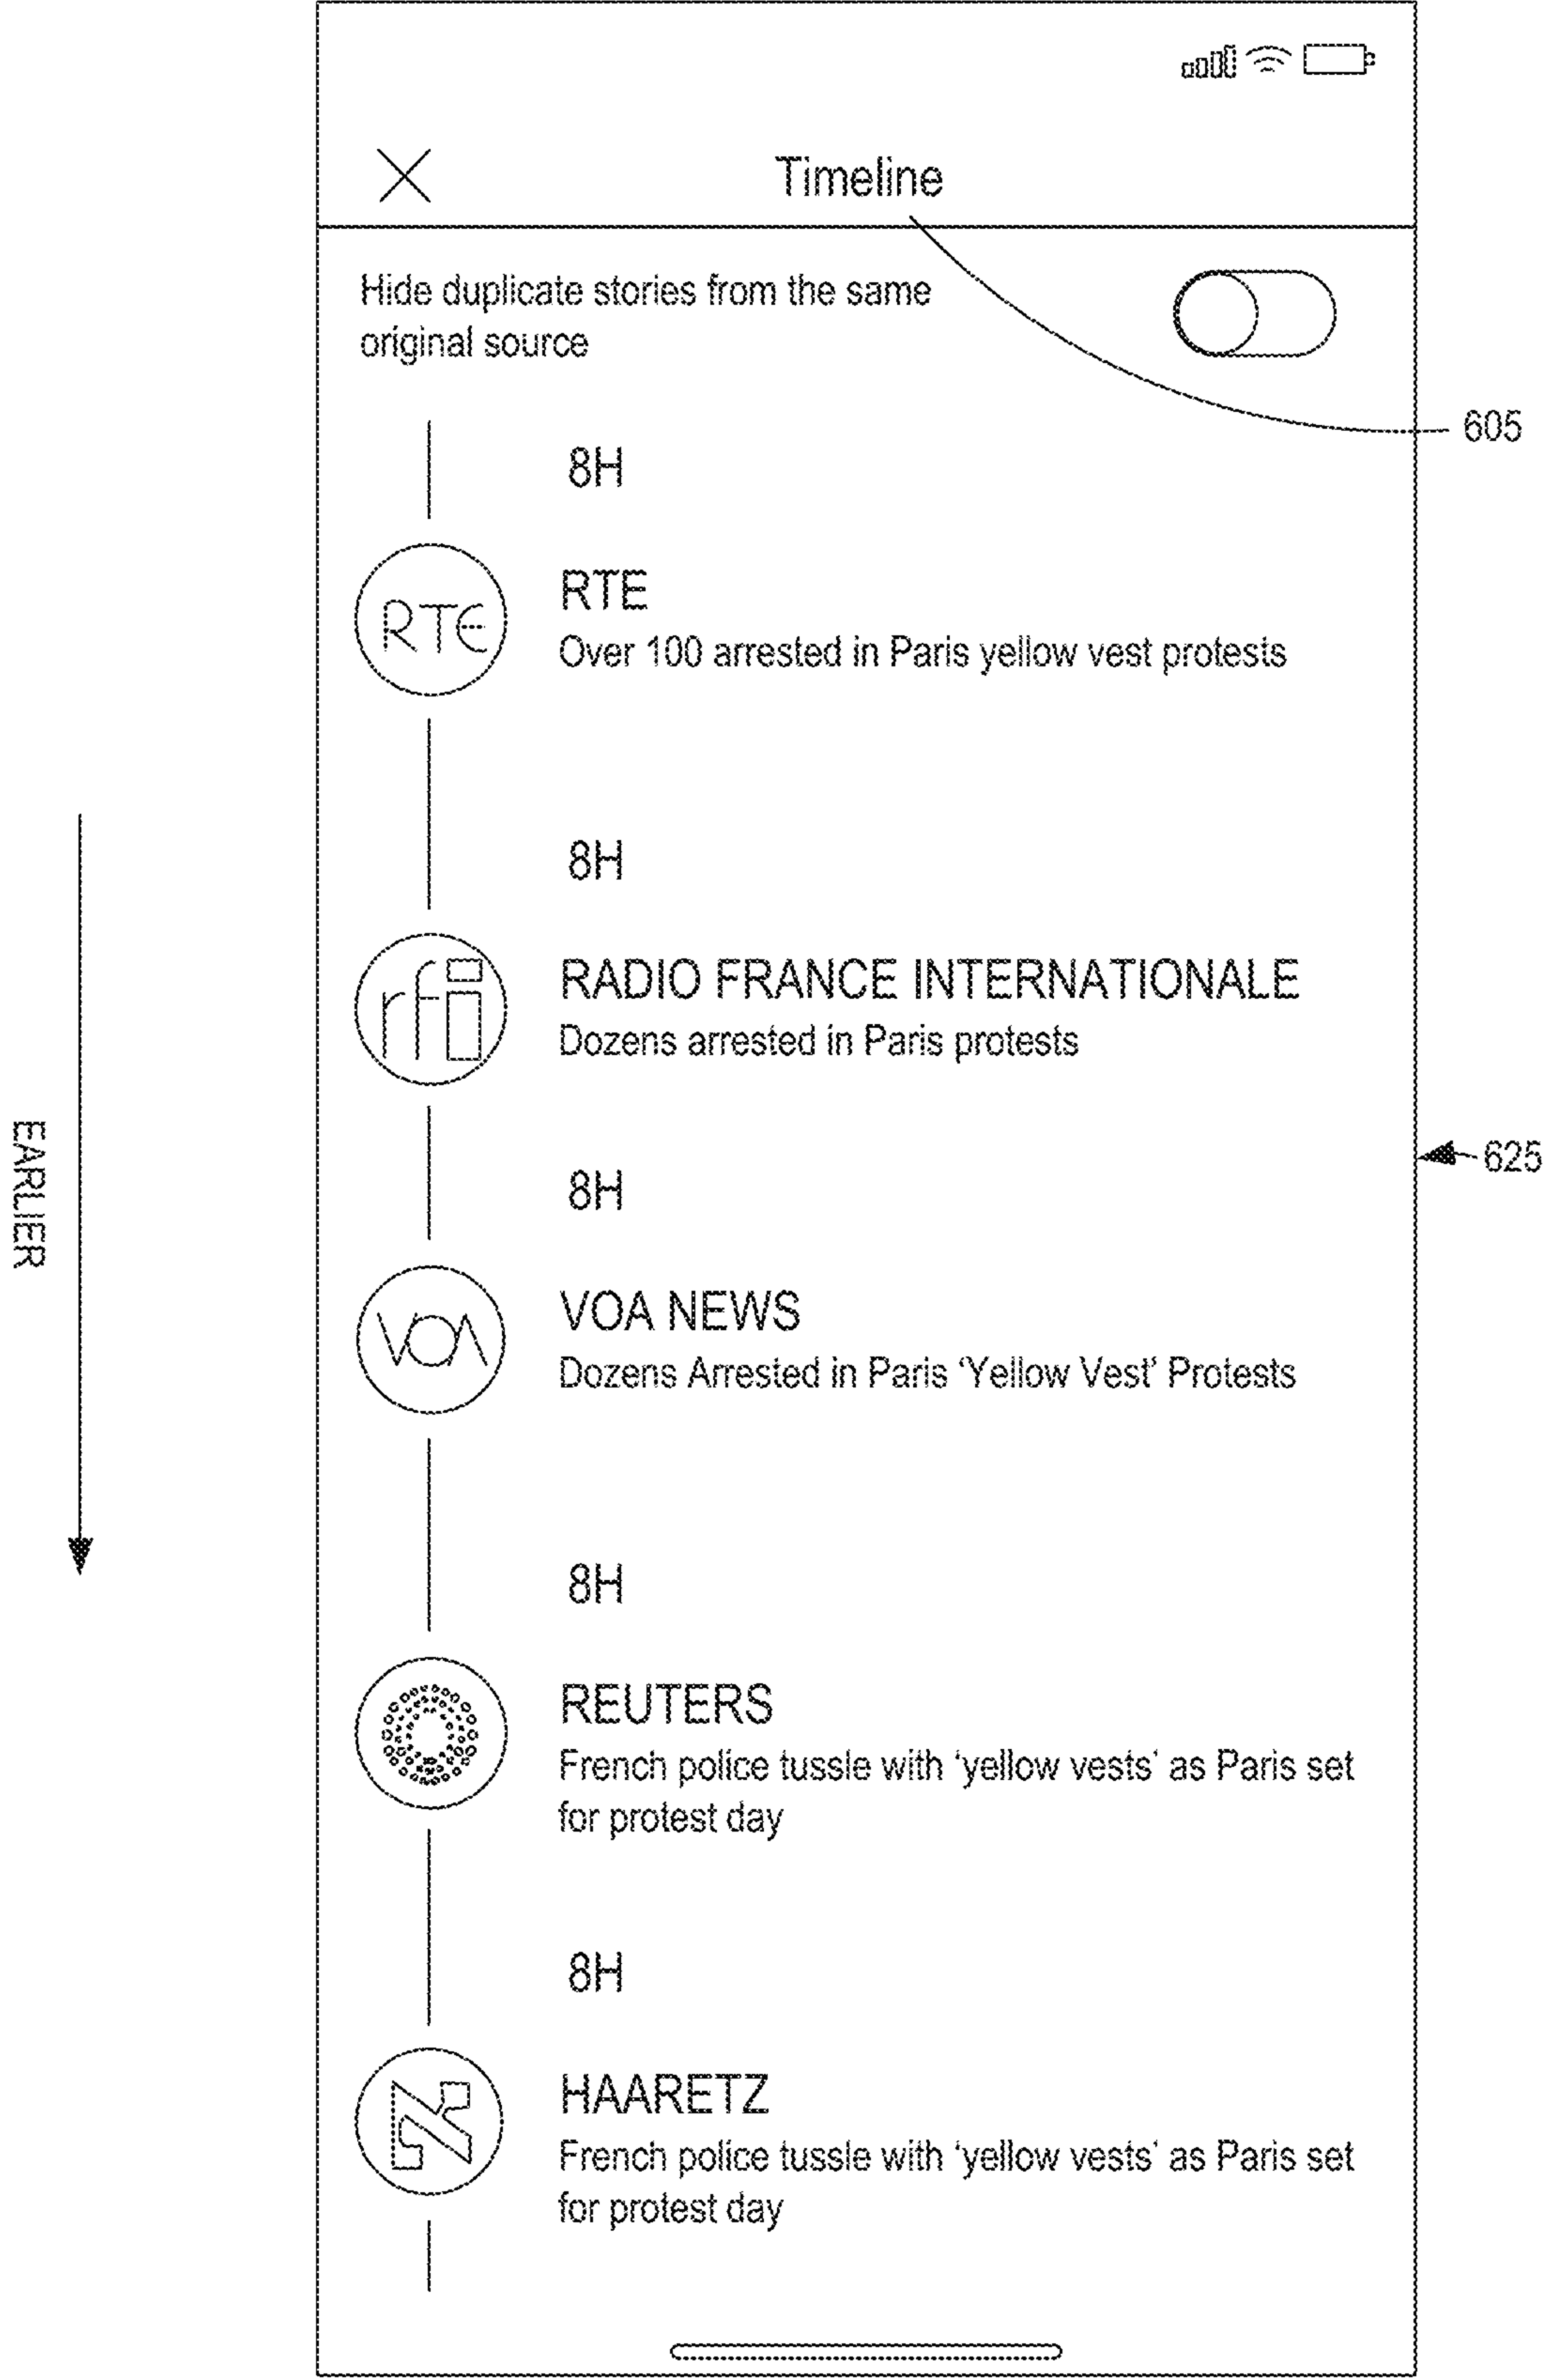 Timeline
Hide duplicate stories from the same
original source
605
8H
RTE
RTE
Over 100 arrested in Paris yellow vest protests
8H
rfi
RADIO FRANCE INTERNATIONALE
Dozens arrested in Paris protests
EARLIER
625
8H
VOA
VOA NEWS
Dozens Arrested in Paris ‘Yellow Vest’ Protests
8H
REUTERS
French police tussle with ‘yellow vests’ as Paris set
for protest day
8H
א
HAARETZ
French police tussle with ‘yellow vests’ as Paris set
for protest day